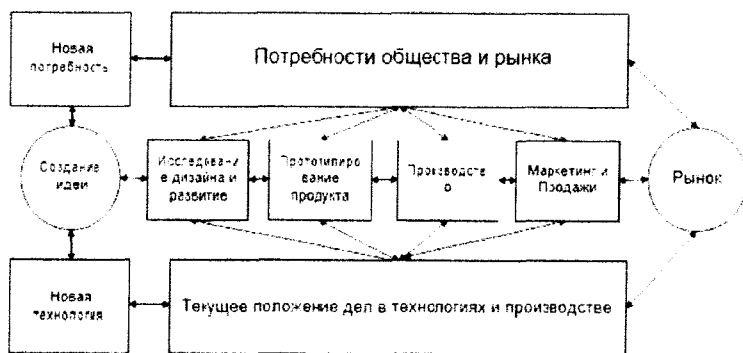 Новая
потребность
Потребности общества и рынка
Создание
идеи
Исследовани
е дизайна и
развитие
Прототипиро
вание
продукта
Производств
о
Маркетинг и
Продажи
Рынок
Новая
технология
Текущее положение дел в технологиях и производстве